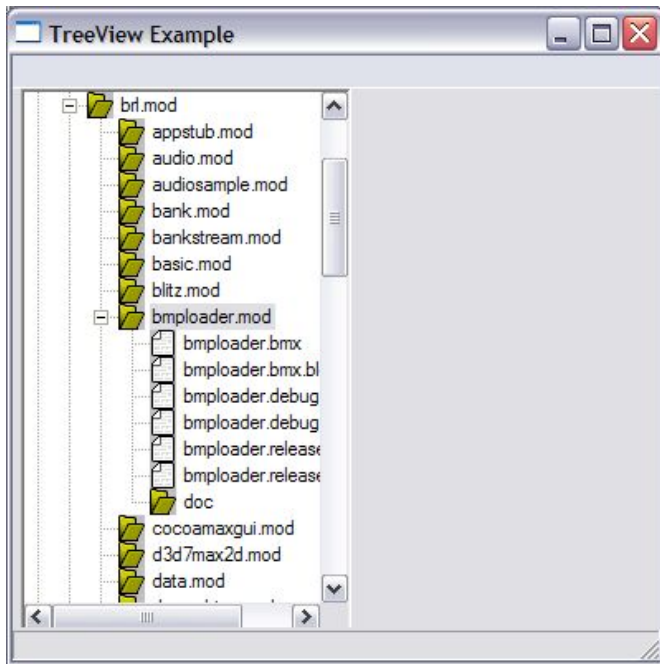 TreeView Example
brl.mod
appstub.mod
audio.mod
audiosample.mod
bank.mod
bankstream.mod
basic.mod
blitz.mod
bmploader.mod
bmploader.bmx
bmploader.bmx.bl
bmploader.debug
bmploader.debug
bmploader.release
bmploader.release
doc
cocoamaxgui.mod
d3d7max2d.mod
data.mod